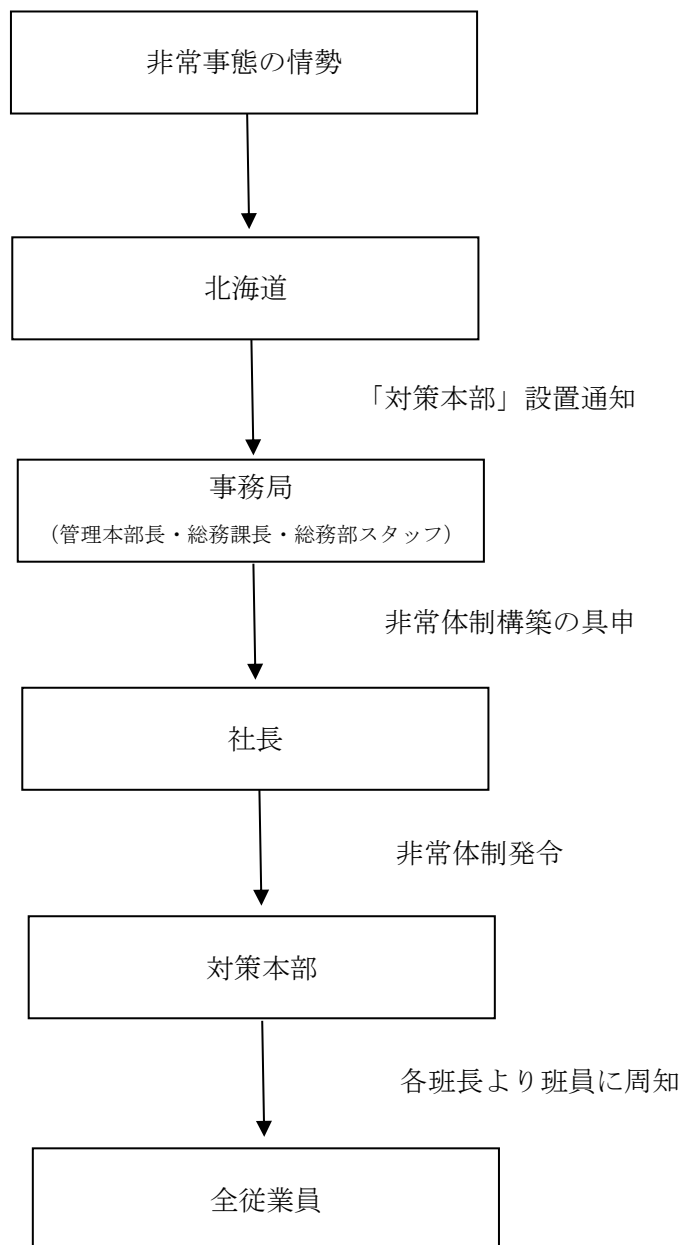 非常事態の情勢
北海道
「対策本部」設置通知
事務局
（管理本部長・総務課長・総務部スタッフ）
非常体制構築の具申
社長
非常体制発令
対策本部
各班長より班員に周知
全従業員